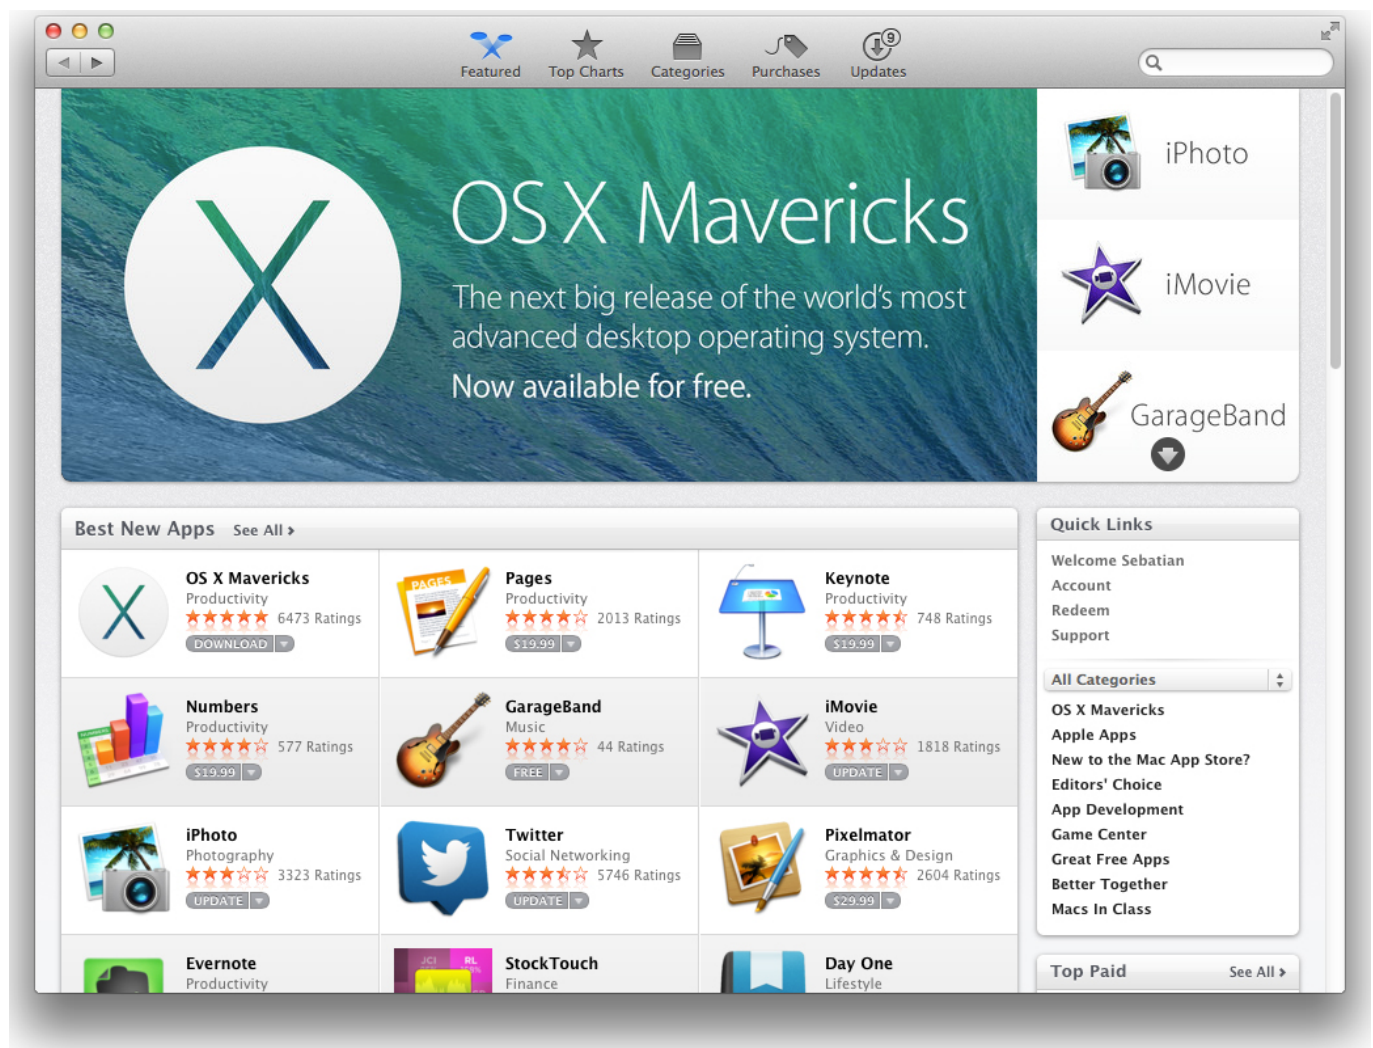 Featured
Top Charts
Categories
Purchases
9
Updates
X
OS X Mavericks
The next big release of the world's most
advanced desktop operating system.
Now available for free.
iPhoto
iMovie
GarageBand
Best New Apps See All ›
OS X Mavericks
Productivity
6473 Ratings
DOWNLOAD
PAGES
Pages
Productivity
2013 Ratings
$19.99
Keynote
Productivity
748 Ratings
$19.99
NUMBERS
Numbers
Productivity
577 Ratings
$19.99
GarageBand
Music
44 Ratings
FREE
iMovie
Video
1818 Ratings
UPDATE
iPhoto
Photography
3323 Ratings
UPDATE
Twitter
Social Networking
5746 Ratings
UPDATE
Pixelmator
Graphics & Design
2604 Ratings
$29.99
Evernote
Productivity
JCI RL
StockTouch
Finance
Day One
Lifestyle
Quick Links
Welcome Sebatian
Account
Redeem
Support
All Categories
OS X Mavericks
Apple Apps
New to the Mac App Store?
Editors' Choice
App Development
Game Center
Great Free Apps
Better Together
Macs In Class
Top Paid See All ›